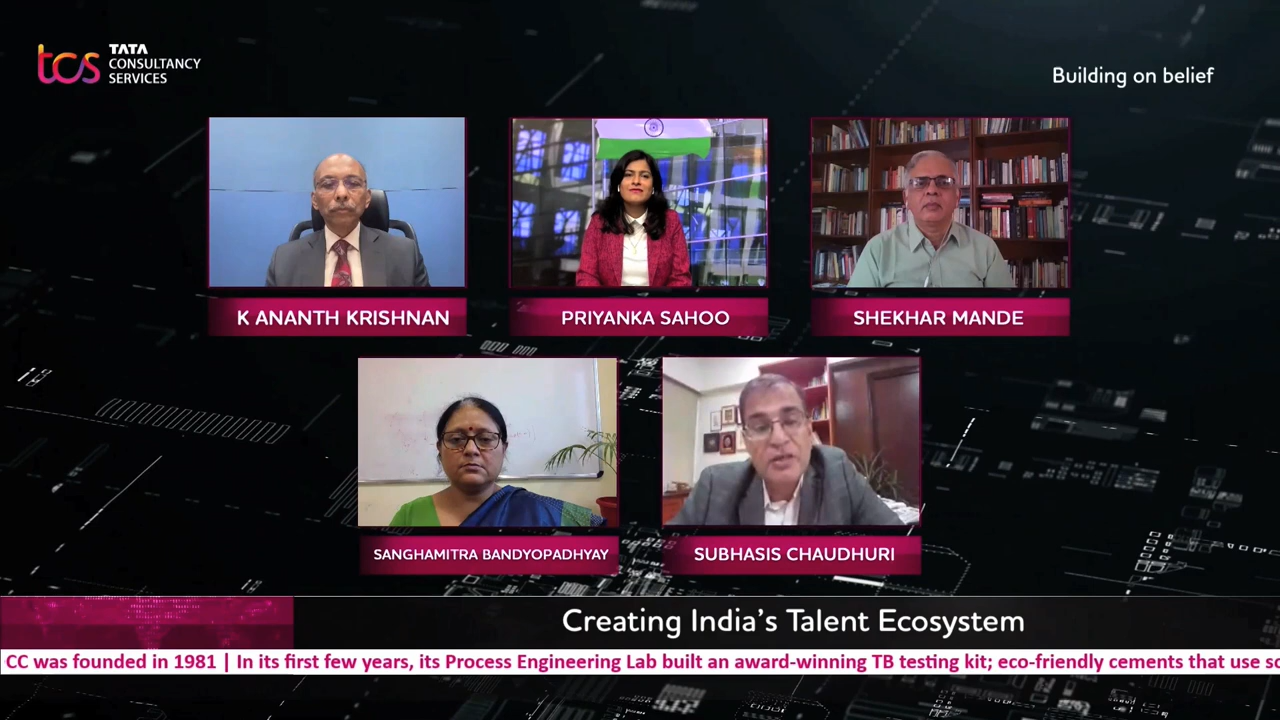 tcs TATA
CONSULTANCY
SERVICES
Building on belief
K ANANTH KRISHNAN
PRIYANKA SAHOO
SHEKHAR MANDE
SANGHAMITRA BANDYOPADHYAY
SUBHASIS CHAUDHURI
Creating India's Talent Ecosystem
CC was founded in 1981 | In its first few years, its Process Engineering Lab built an award-winning TB testing kit; eco-friendly cements that use